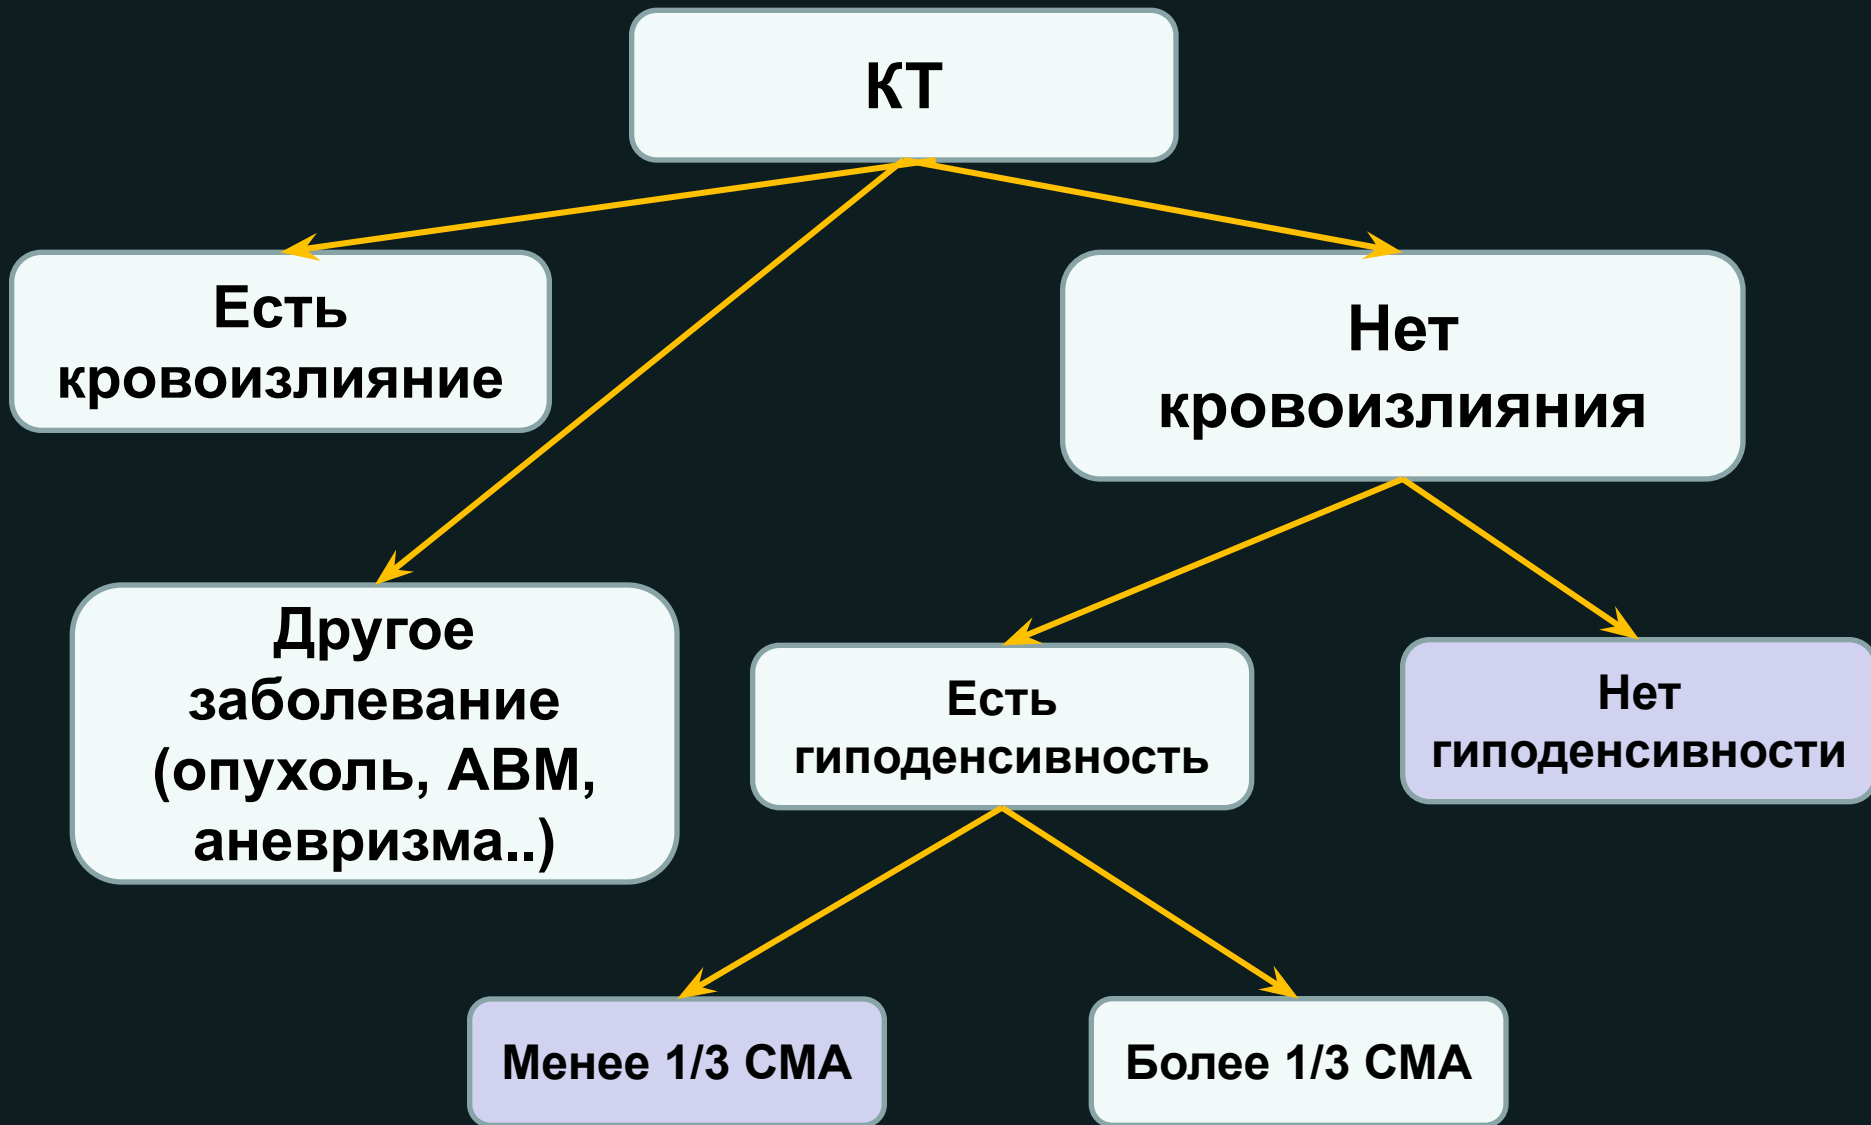 КТ
Есть
кровоизлияние
Нет
кровоизлияния
Другое
заболевание
(опухоль, АВМ,
аневризма..)
Есть
гиподенсивность
Нет
гиподенсивности
Менее 1/3 СМА
Более 1/3 СМА